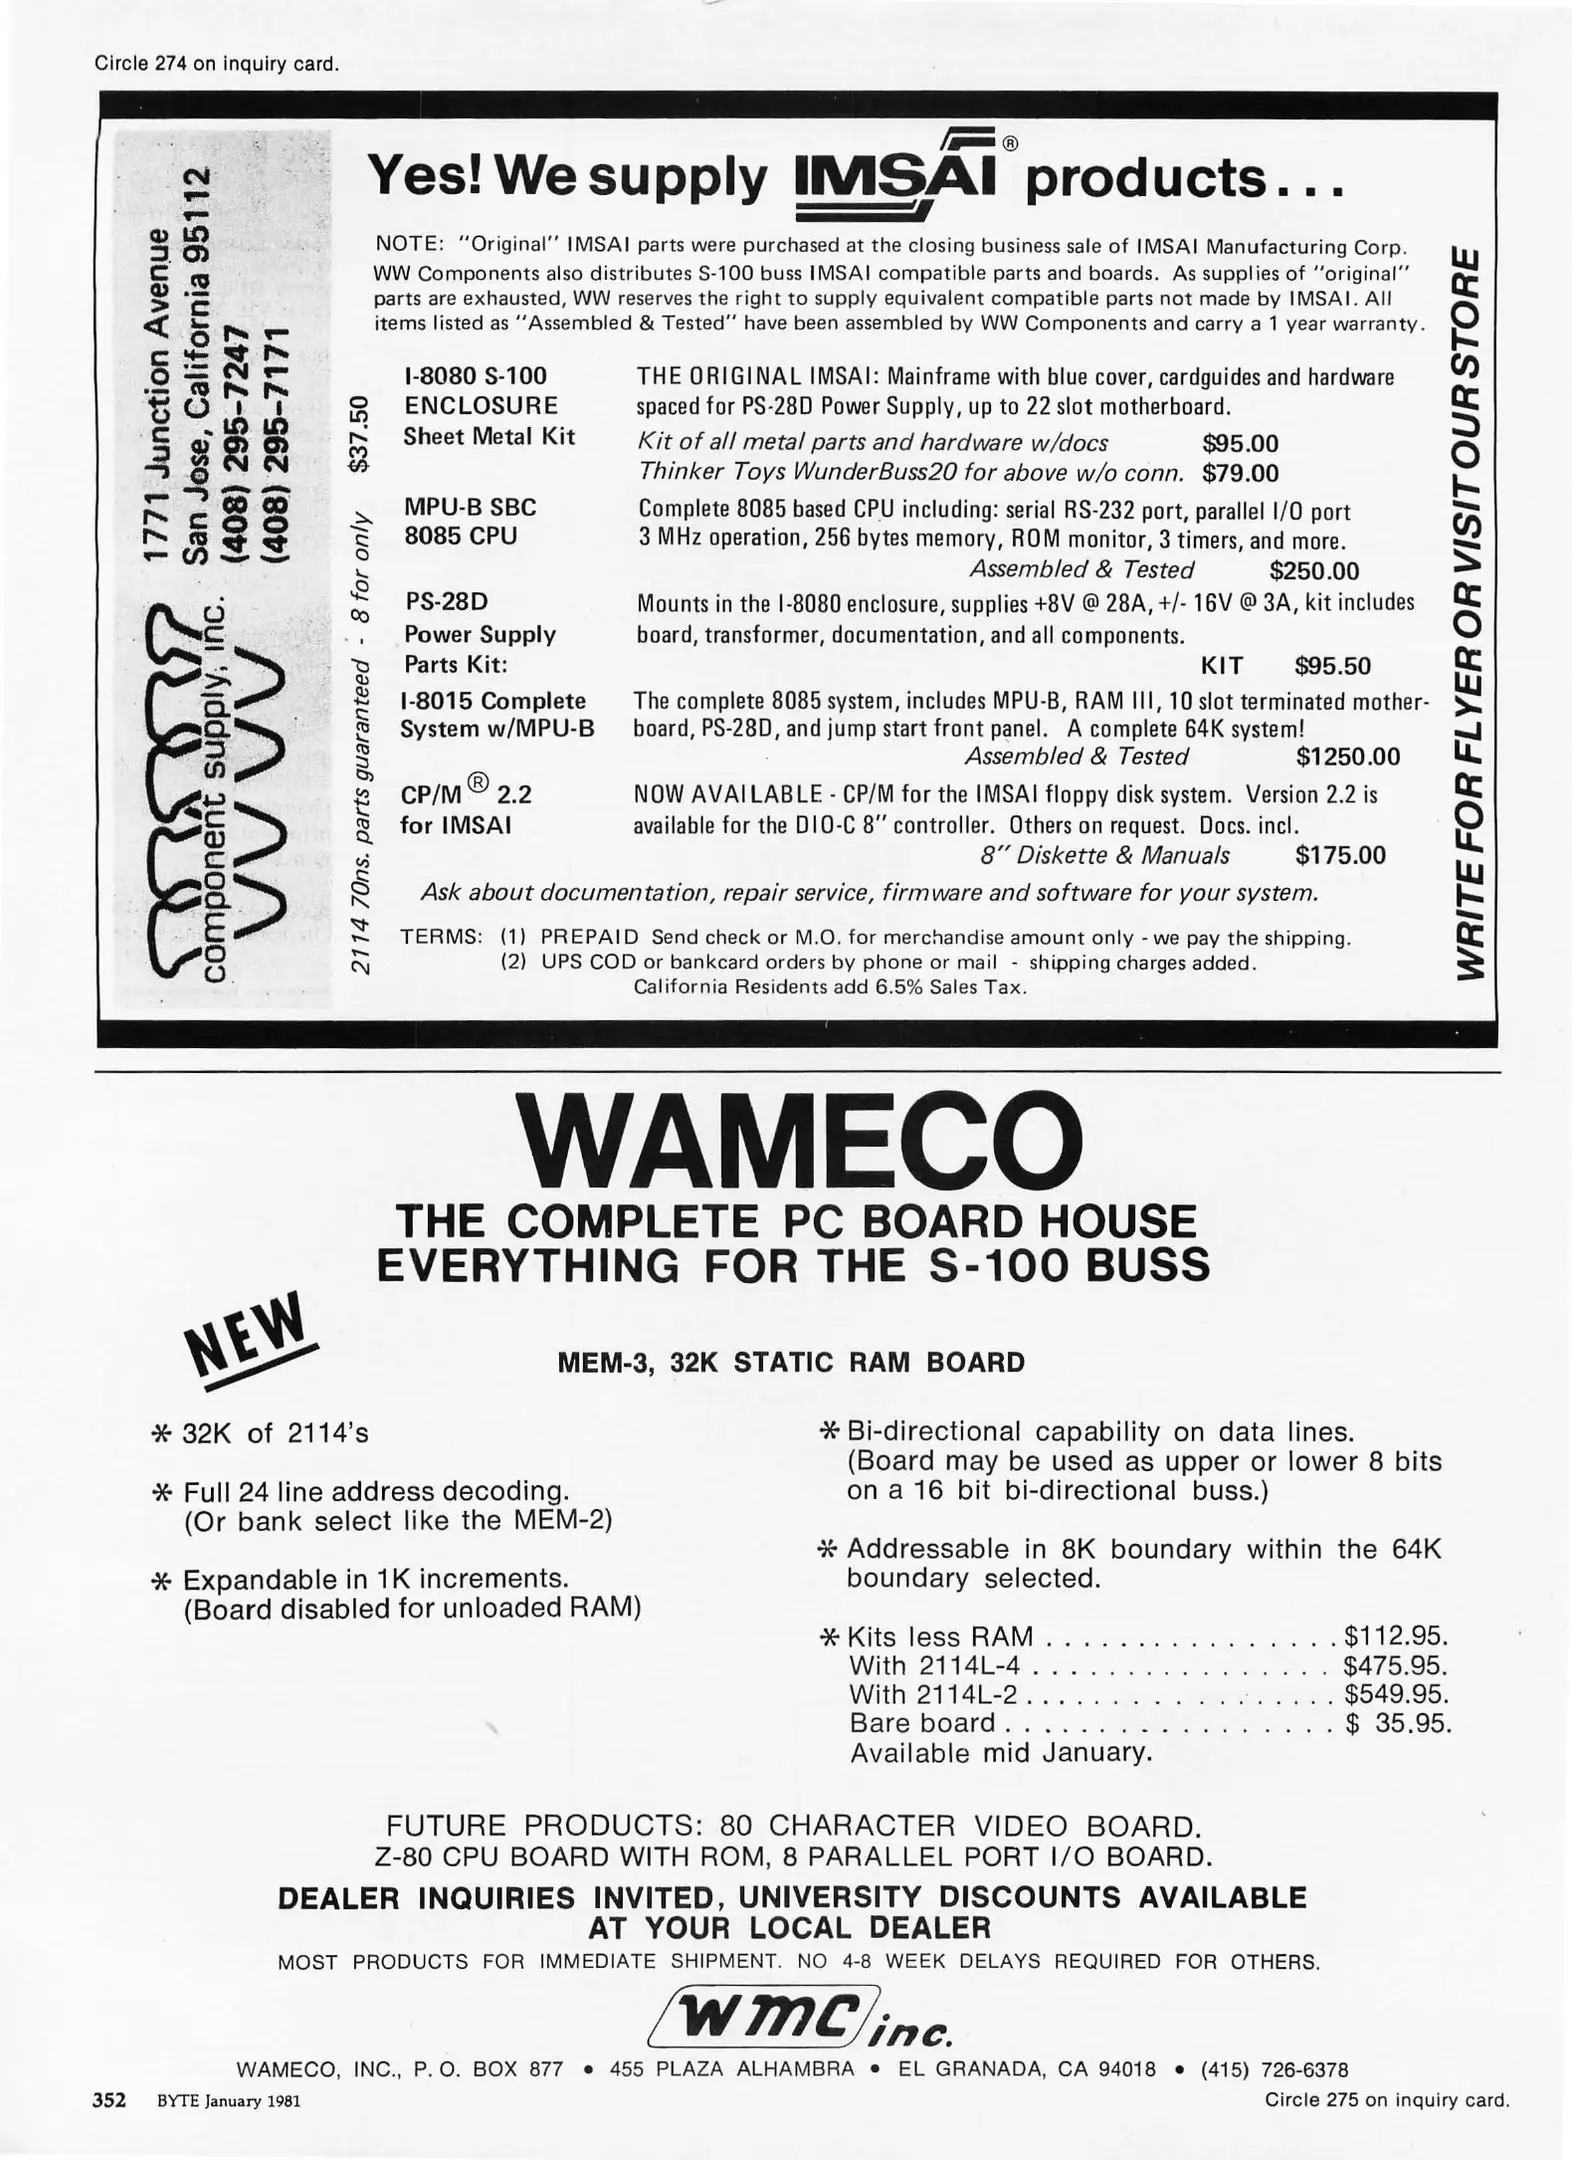 Circle 274 on inquiry card.
1771 Junction Avenue
San Jose, California 95112
(408) 295-7247
(408) 295-7171
WW
component supply, inc.
Yes! We supply IMSAI® products...
NOTE: "Original" IMSAI parts were purchased at the closing business sale of IMSAI Manufacturing Corp.
WW Components also distributes S-100 buss IMSAI compatible parts and boards. As supplies of "original"
parts are exhausted, WW reserves the right to supply equivalent compatible parts not made by IMSAI. All
items listed as "Assembled & Tested" have been assembled by WW Components and carry a 1 year warranty.
2114 70ns. parts guaranteed - 8 for only $37.50
I-8080 S-100 THE ORIGINAL IMSAI: Mainframe with blue cover, cardguides and hardware
ENCLOSURE spaced for PS-28D Power Supply, up to 22 slot motherboard.
Sheet Metal Kit Kit of all metal parts and hardware w/docs $95.00
Thinker Toys WunderBuss20 for above w/o conn. $79.00
MPU-B SBC Complete 8085 based CPU including: serial RS-232 port, parallel I/O port
8085 CPU 3 MHz operation, 256 bytes memory, ROM monitor, 3 timers, and more.
Assembled & Tested $250.00
PS-28D Mounts in the I-8080 enclosure, supplies +8V @ 28A, +/- 16V @ 3A, kit includes
Power Supply board, transformer, documentation, and all components.
Parts Kit: KIT $95.50
I-8015 Complete The complete 8085 system, includes MPU-B, RAM III, 10 slot terminated mother-
System w/MPU-B board, PS-28D, and jump start front panel. A complete 64K system!
Assembled & Tested $1250.00
CP/M® 2.2 NOW AVAILABLE - CP/M for the IMSAI floppy disk system. Version 2.2 is
for IMSAI available for the DIO-C 8" controller. Others on request. Docs. incl.
8" Diskette & Manuals $175.00
Ask about documentation, repair service, firmware and software for your system.
TERMS: (1) PREPAID Send check or M.O. for merchandise amount only - we pay the shipping.
(2) UPS COD or bankcard orders by phone or mail - shipping charges added.
California Residents add 6.5% Sales Tax.
WRITE FOR FLYER OR VISIT OUR STORE
WAMECO
THE COMPLETE PC BOARD HOUSE
EVERYTHING FOR THE S-100 BUSS
NEW
MEM-3, 32K STATIC RAM BOARD
* 32K of 2114's
* Full 24 line address decoding.
(Or bank select like the MEM-2)
* Expandable in 1K increments.
(Board disabled for unloaded RAM)
* Bi-directional capability on data lines.
(Board may be used as upper or lower 8 bits
on a 16 bit bi-directional buss.)
* Addressable in 8K boundary within the 64K
boundary selected.
* Kits less RAM . . . . . . . . . . . . . . . . $112.95.
With 2114L-4 . . . . . . . . . . . . . . . . $475.95.
With 2114L-2 . . . . . . . . . . . . . . . . . $549.95.
Bare board . . . . . . . . . . . . . . . . . . $ 35.95.
Available mid January.
FUTURE PRODUCTS: 80 CHARACTER VIDEO BOARD.
Z-80 CPU BOARD WITH ROM, 8 PARALLEL PORT I/O BOARD.
DEALER INQUIRIES INVITED, UNIVERSITY DISCOUNTS AVAILABLE
AT YOUR LOCAL DEALER
MOST PRODUCTS FOR IMMEDIATE SHIPMENT. NO 4-8 WEEK DELAYS REQUIRED FOR OTHERS.
wmc inc.
WAMECO, INC., P. O. BOX 877 • 455 PLAZA ALHAMBRA • EL GRANADA, CA 94018 • (415) 726-6378
352 BYTE January 1981
Circle 275 on inquiry card.